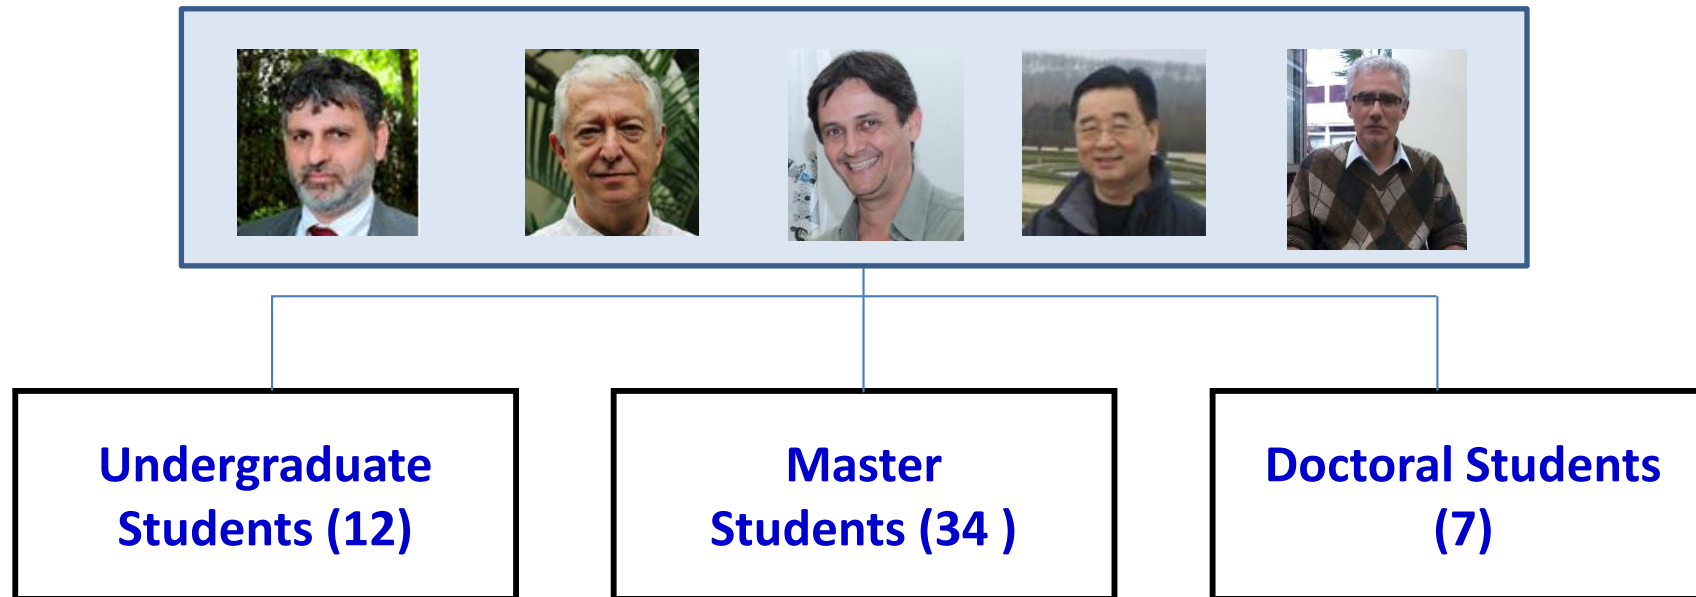 Undergraduate
Students (12)
Master
Students (34 )
Doctoral Students
(7)